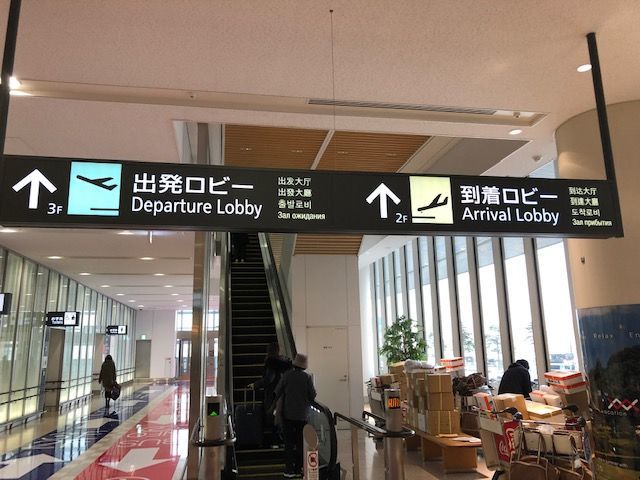 3F
出発ロビー
Departure Lobby
出发大厅
出發大廳
출발로비
Зал ожидания
2F
到着ロビー
Arrival Lobby
到达大厅
到達大廳
도착로비
Зал прибытия
Relax